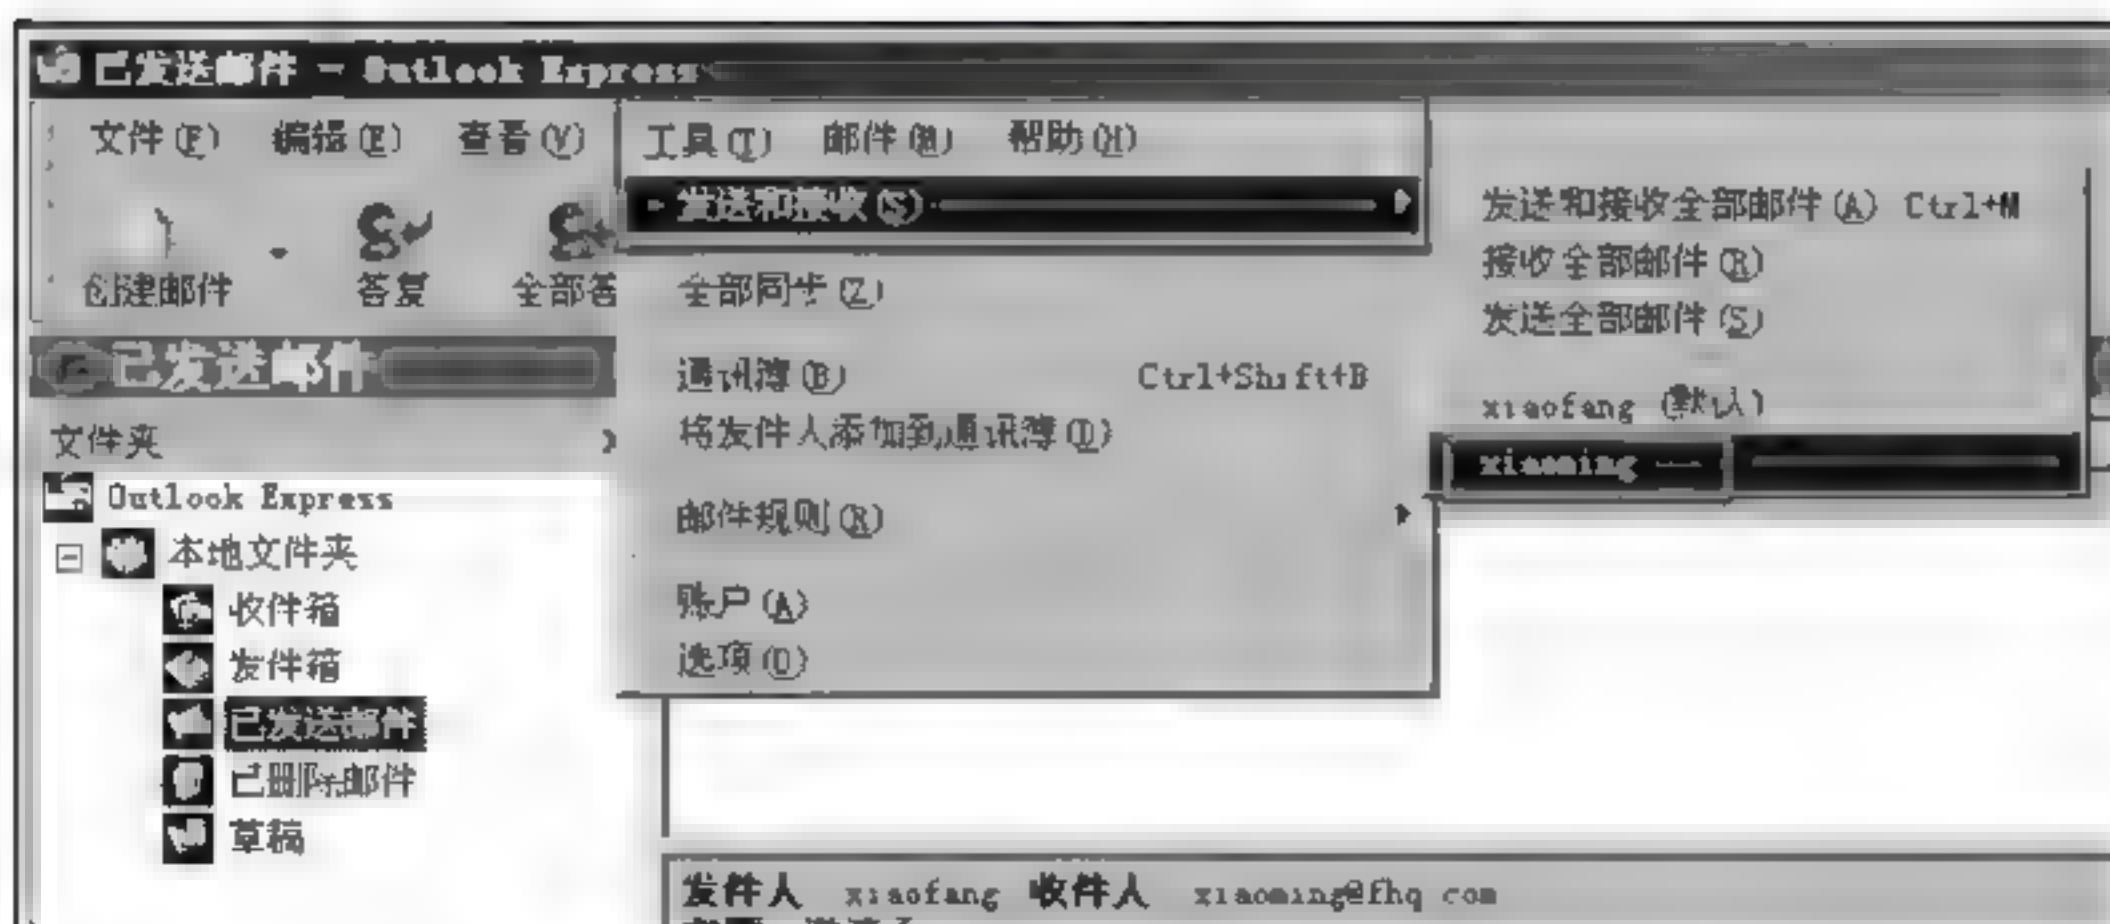 已发送邮件 - Outlook Express
文件(F) 编辑(E) 查看(V) 工具(T) 邮件(M) 帮助(H)
创建邮件 答复 全部答
发送和接收(S)
全部同步(Z)
通讯簿(B) Ctrl+Shift+B
将发件人添加到通讯簿(D)
邮件规则(R)
账户(A)
选项(O)
发送和接收全部邮件(A) Ctrl+M
接收全部邮件(R)
发送全部邮件(S)
xiaofang (默认)
xiaoming
已发送邮件
文件夹
Outlook Express
本地文件夹
收件箱
发件箱
已发送邮件
已删除邮件
草稿
发件人 xiaofang 收件人 xiaoming@fhq com